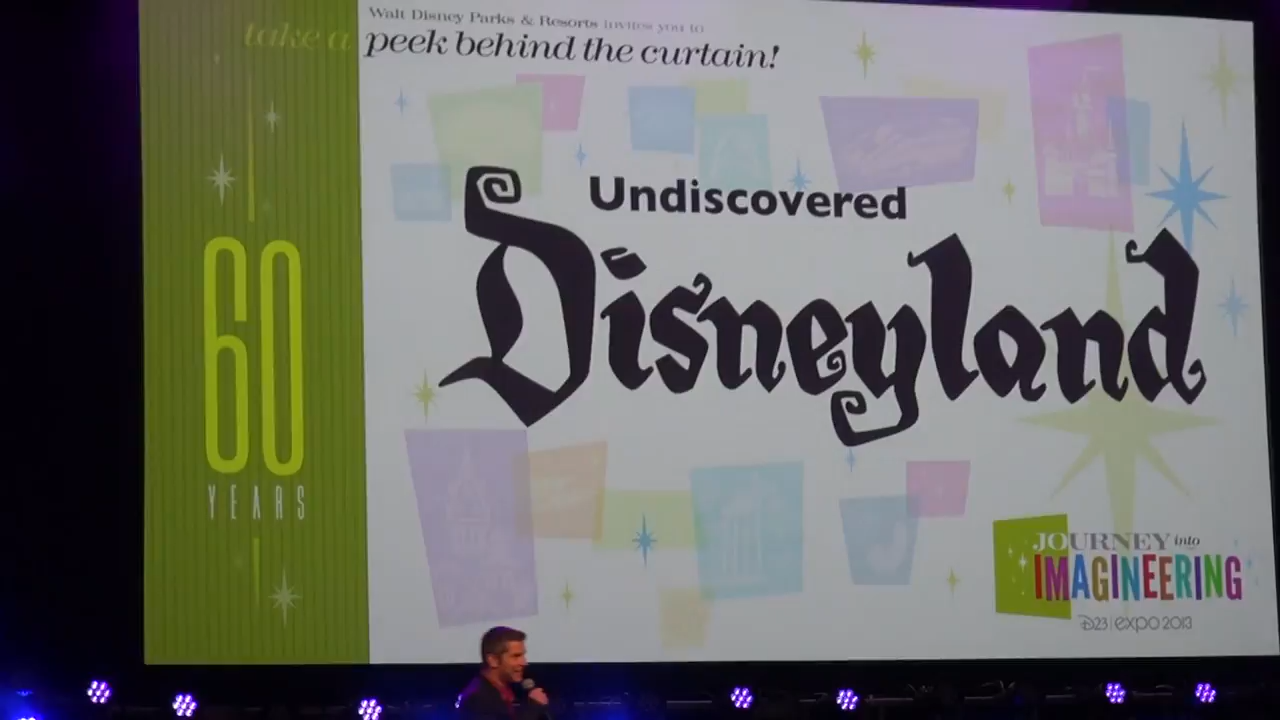 Walt Disney Parks & Resorts invites you to
take a peek behind the curtain!
Undiscovered
Disneyland
60
YEARS
JOURNEY into
IMAGINEERING
D23 expo 2013